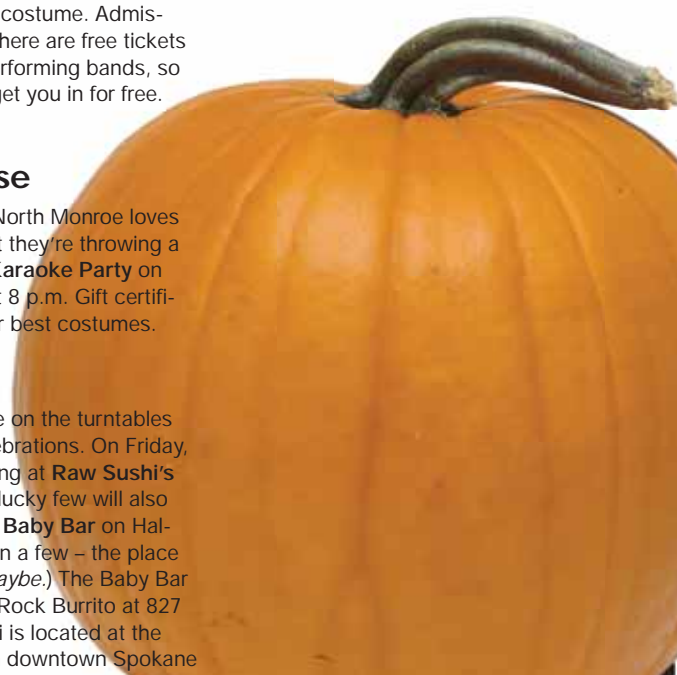 costume. Admis-
here are free tickets
erforming bands, so
get you in for free.
se
North Monroe loves
t they're throwing a
Karaoke Party on
t 8 p.m. Gift certifi-
r best costumes.
e on the turntables
ebrations. On Friday,
ng at Raw Sushi's
lucky few will also
Baby Bar on Hal-
n a few – the place
aybe.) The Baby Bar
Rock Burrito at 827
i is located at the
downtown Spokane